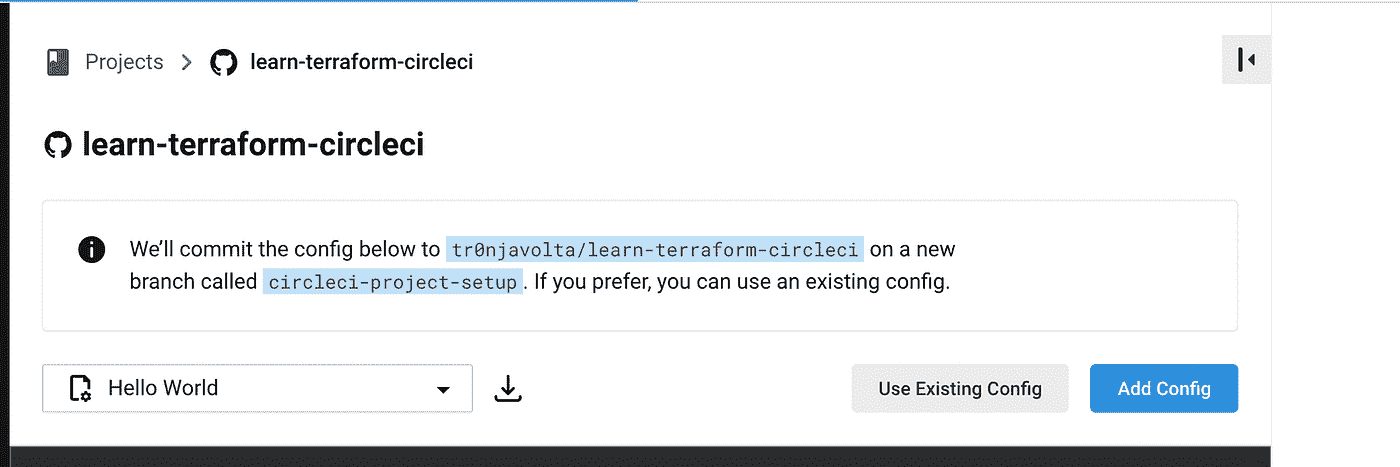 Projects > learn-terraform-circleci
learn-terraform-circleci
We'll commit the config below to tr0njavolta/learn-terraform-circleci on a new
branch called circleci-project-setup. If you prefer, you can use an existing config.
Hello World
Use Existing Config
Add Config